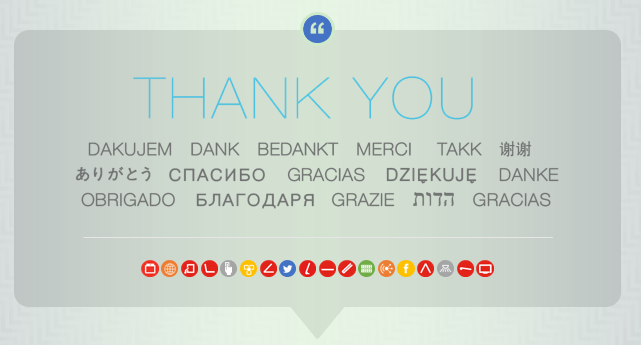 THANK YOU
DAKUJEM DANK BEDANKT MERCI TAKK 谢谢
ありがとう СПАСИБО GRACIAS DZIĘKUJĘ DANKE
OBRIGADO БЛАГОДАРЯ GRAZIE הדות GRACIAS